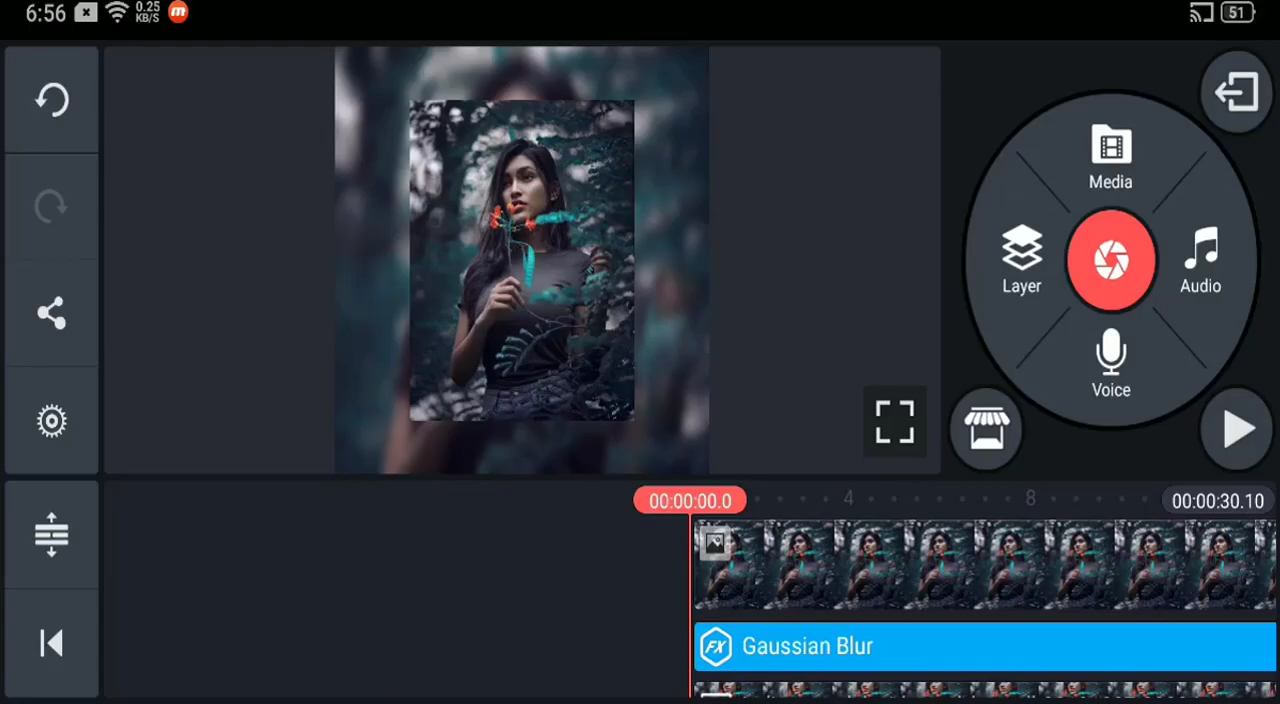 6:56 0.25 KB/S m 51
Media
Layer
Audio
Voice
00:00:00.0 4 8 00:00:30.10
FX Gaussian Blur